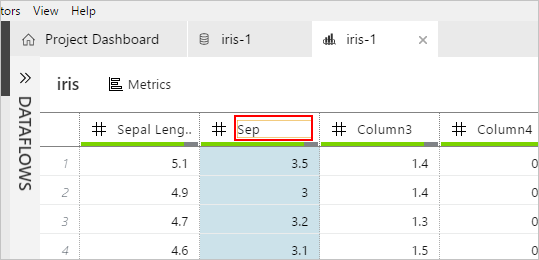 tors View Help
Project Dashboard iris-1 iris-1
DATAFLOWS
iris Metrics
Sepal Leng.. Sep Column3 Column4
1 5.1 3.5 1.4 0
2 4.9 3 1.4 0
3 4.7 3.2 1.3 0
4 4.6 3.1 1.5 0